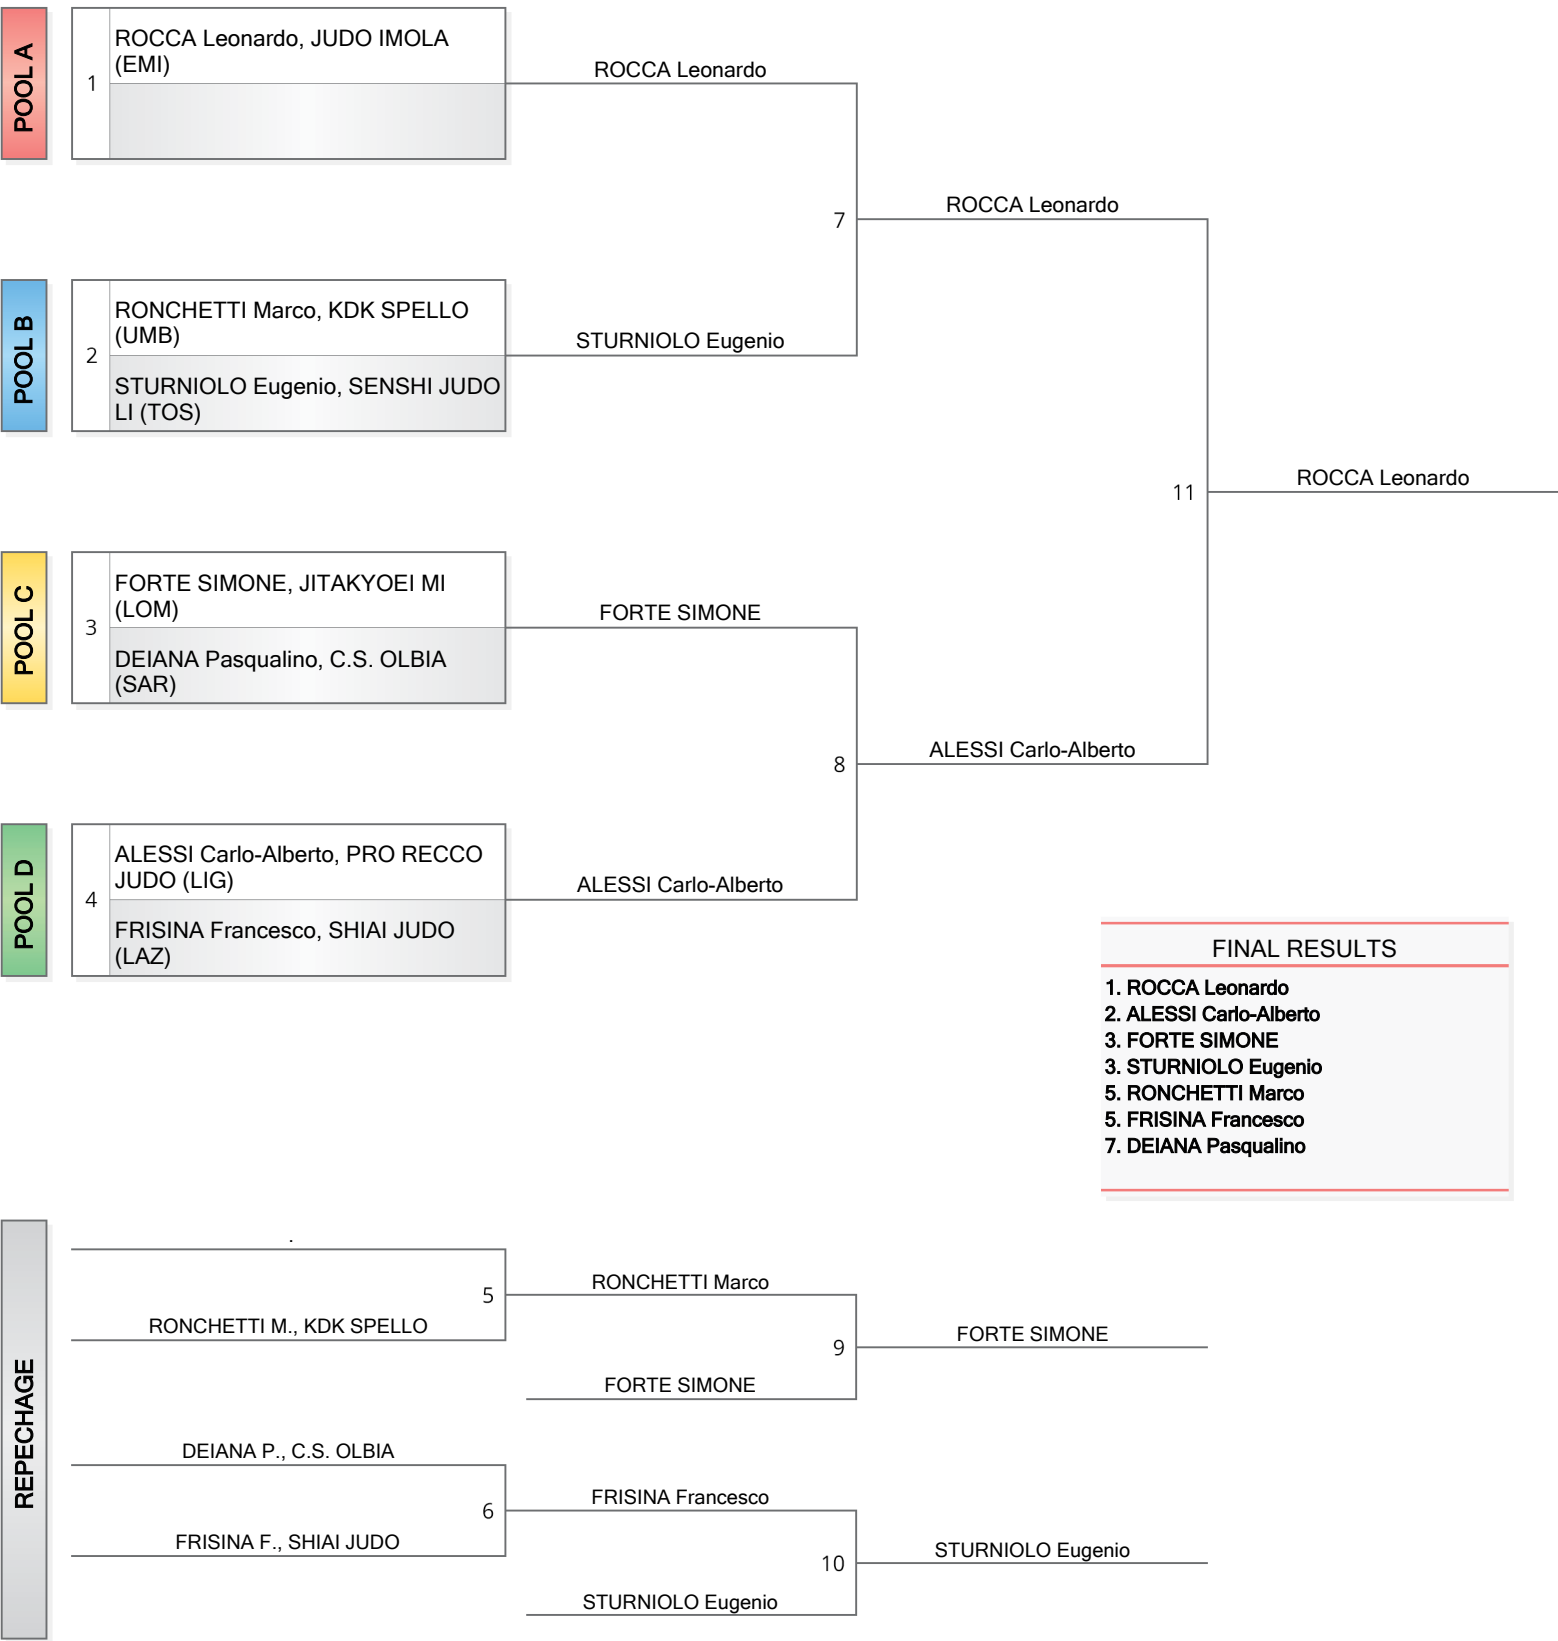 POOL A
1
ROCCA Leonardo, JUDO IMOLA
(EMI)
ROCCA Leonardo
7
ROCCA Leonardo
POOL B
2
RONCHETTI Marco, KDK SPELLO
(UMB)
STURNIOLO Eugenio, SENSHI JUDO
LI (TOS)
STURNIOLO Eugenio
11
ROCCA Leonardo
POOL C
3
FORTE SIMONE, JITAKYOEI MI
(LOM)
DEIANA Pasqualino, C.S. OLBIA
(SAR)
FORTE SIMONE
8
ALESSI Carlo-Alberto
POOL D
4
ALESSI Carlo-Alberto, PRO RECCO
JUDO (LIG)
FRISINA Francesco, SHIAI JUDO
(LAZ)
ALESSI Carlo-Alberto
FINAL RESULTS
1. ROCCA Leonardo
2. ALESSI Carlo-Alberto
3. FORTE SIMONE
3. STURNIOLO Eugenio
5. RONCHETTI Marco
5. FRISINA Francesco
7. DEIANA Pasqualino
REPECHAGE
.
5
RONCHETTI M., KDK SPELLO
RONCHETTI Marco
9
FORTE SIMONE
FORTE SIMONE
DEIANA P., C.S. OLBIA
6
FRISINA F., SHIAI JUDO
FRISINA Francesco
10
STURNIOLO Eugenio
STURNIOLO Eugenio